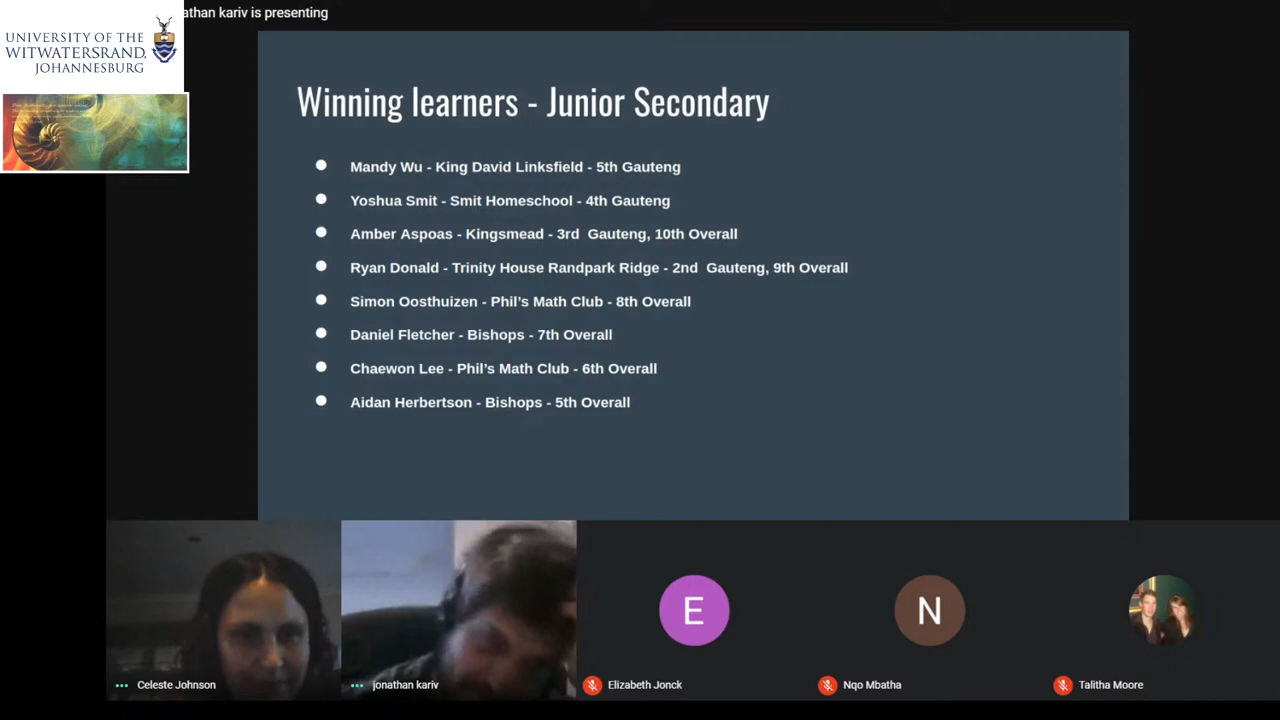 athan kariv is presenting
UNIVERSITY OF THE
WITWATERSRAND,
JOHANNESBURG
Winning learners - Junior Secondary
Mandy Wu - King David Linksfield - 5th Gauteng
Yoshua Smit - Smit Homeschool - 4th Gauteng
Amber Aspoas - Kingsmead - 3rd  Gauteng, 10th Overall
Ryan Donald - Trinity House Randpark Ridge - 2nd  Gauteng, 9th Overall
Simon Oosthuizen - Phil's Math Club - 8th Overall
Daniel Fletcher - Bishops - 7th Overall
Chaewon Lee - Phil's Math Club - 6th Overall
Aidan Herbertson - Bishops - 5th Overall
E
N
Celeste Johnson
jonathan kariv
Elizabeth Jonck
Nqo Mbatha
Talitha Moore